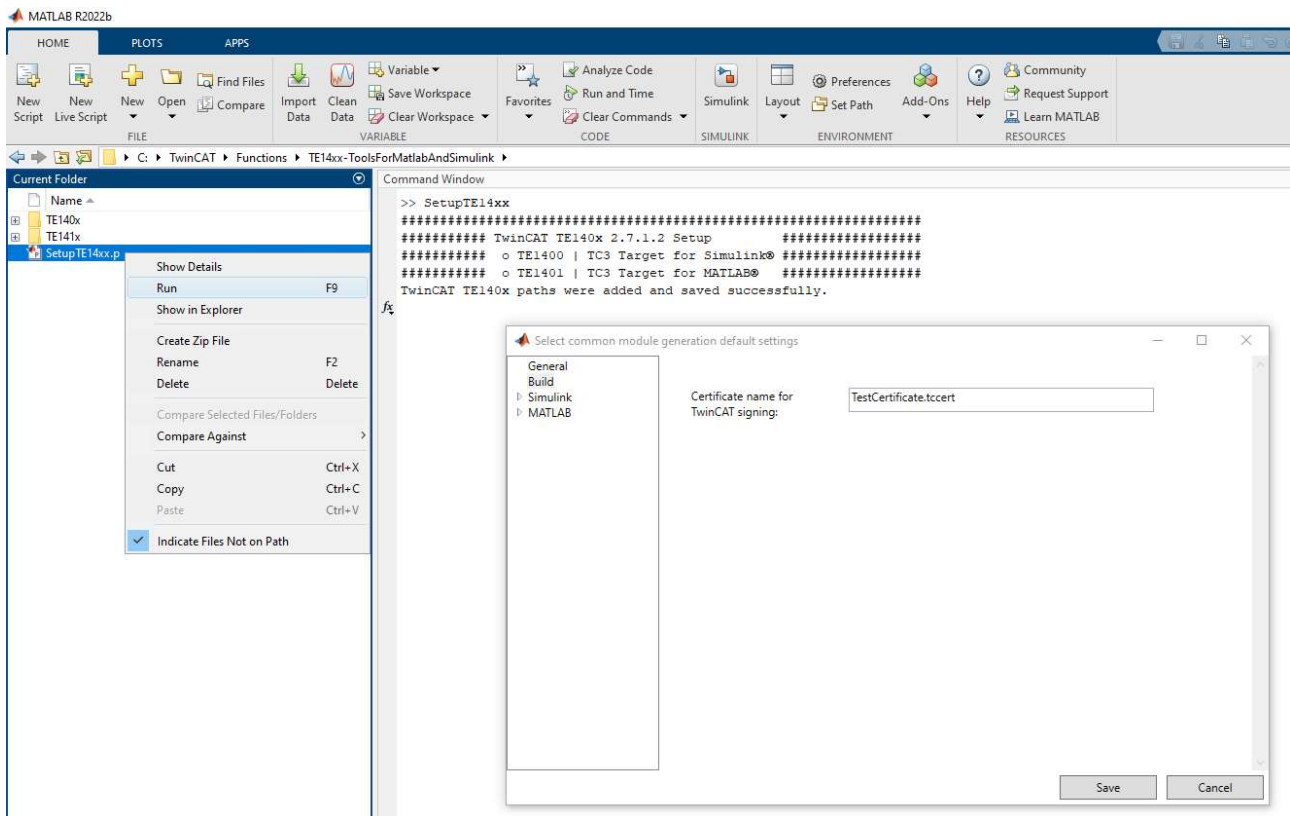 MATLAB R2022b
HOME PLOTS APPS
New Script
New Live Script
New
Open
Find Files
Compare
FILE
Import Data
Clean Data
Variable
Save Workspace
Clear Workspace
VARIABLE
Favorites
Analyze Code
Run and Time
Clear Commands
CODE
Simulink
SIMULINK
Layout
Preferences
Set Path
Add-Ons
ENVIRONMENT
Help
Community
Request Support
Learn MATLAB
RESOURCES
C: TwinCAT Functions TE14xx-ToolsForMatlabAndSimulink
Current Folder
Name
TE140x
TE141x
SetupTE14xx.p
Show Details
Run F9
Show in Explorer
Create Zip File
Rename F2
Delete Delete
Compare Selected Files/Folders
Compare Against
Cut Ctrl+X
Copy Ctrl+C
Paste Ctrl+V
Indicate Files Not on Path
Command Window
>> SetupTE14xx
######################################################################
########### TwinCAT TE140x 2.7.1.2 Setup ##################
########### o TE1400 | TC3 Target for Simulink® ##################
########### o TE1401 | TC3 Target for MATLAB® ##################
TwinCAT TE140x paths were added and saved successfully.
fx
Select common module generation default settings
General
Build
Simulink
MATLAB
Certificate name for
TwinCAT signing:
TestCertificate.tccert
Save Cancel